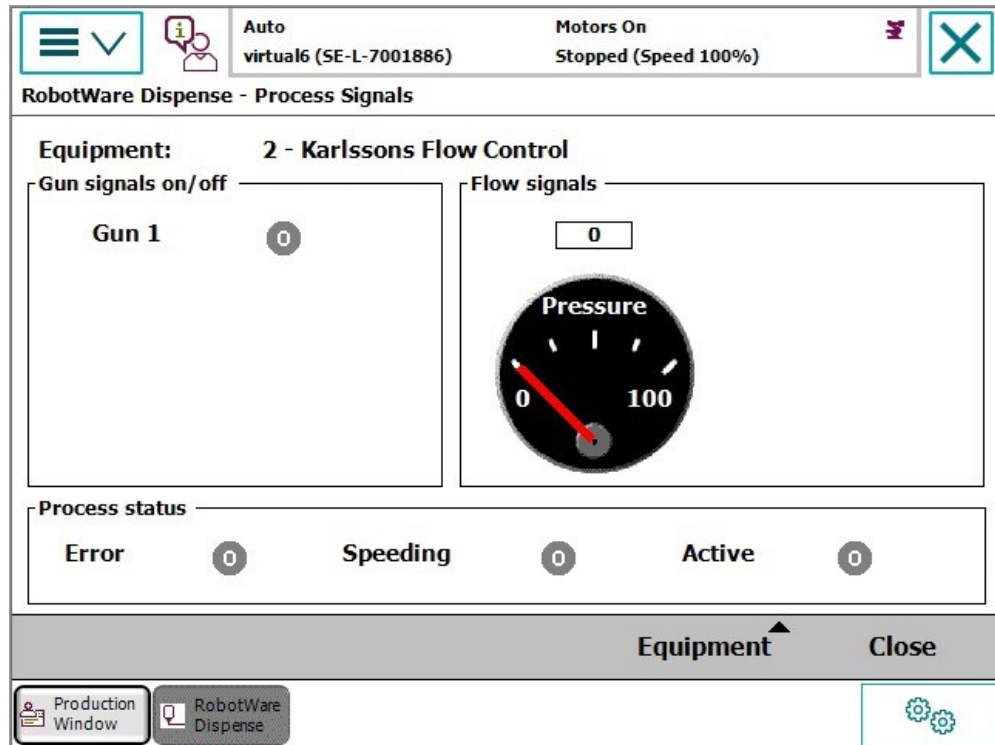 Auto
virtual6 (SE-L-7001886)
Motors On
Stopped (Speed 100%)
RobotWare Dispense - Process Signals
Equipment: 2 - Karlssons Flow Control
Gun signals on/off
Gun 1 0
Flow signals
0
Pressure
0 100
Process status
Error 0 Speeding 0 Active 0
Equipment Close
Production
Window
RobotWare
Dispense